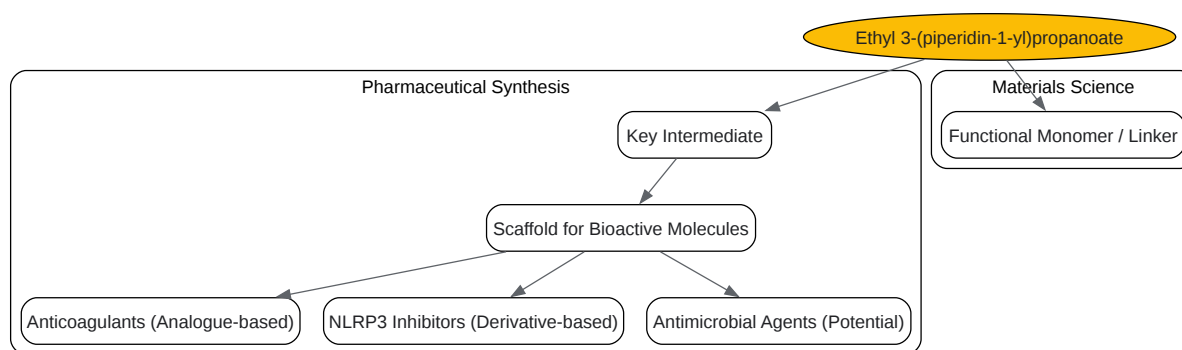 Ethyl 3-(piperidin-1-yl)propanoate
Pharmaceutical Synthesis
Materials Science
Key Intermediate
Functional Monomer / Linker
Scaffold for Bioactive Molecules
Anticoagulants (Analogue-based)
NLRP3 Inhibitors (Derivative-based)
Antimicrobial Agents (Potential)